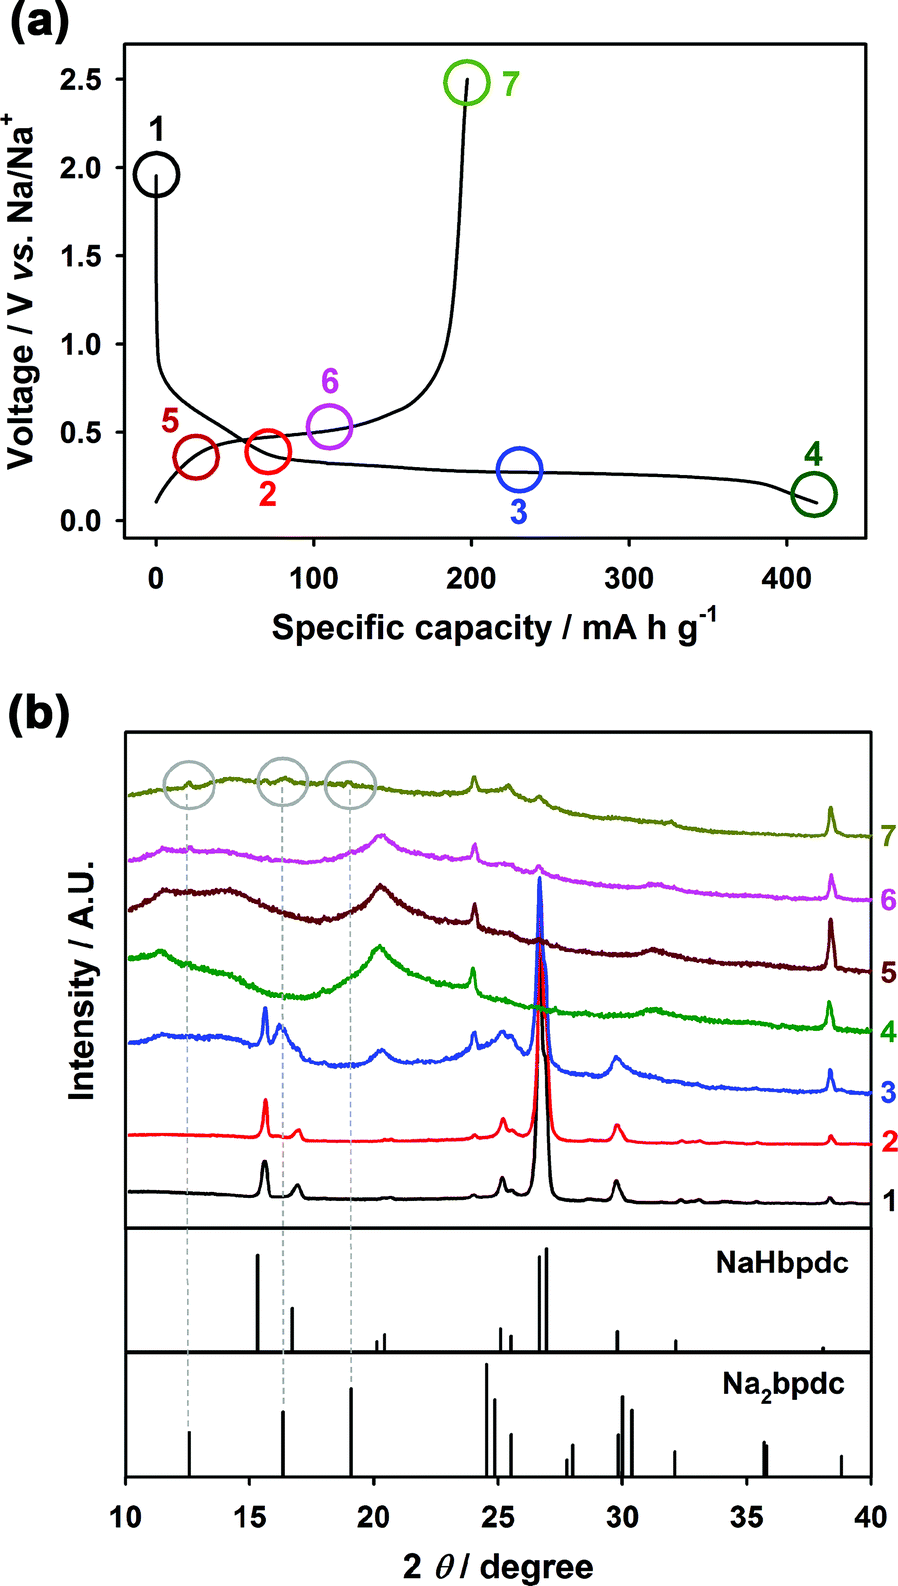 (a)
Voltage / V vs. Na/Na+
2.5
2.0
1.5
1.0
0.5
0.0
1
7
6
5
2
3
4
0 100 200 300 400
Specific capacity / mA h g-1
(b)
Intensity / A.U.
7
6
5
4
3
2
1
NaHbpdc
Na2bpdc
10 15 20 25 30 35 40
2 θ / degree